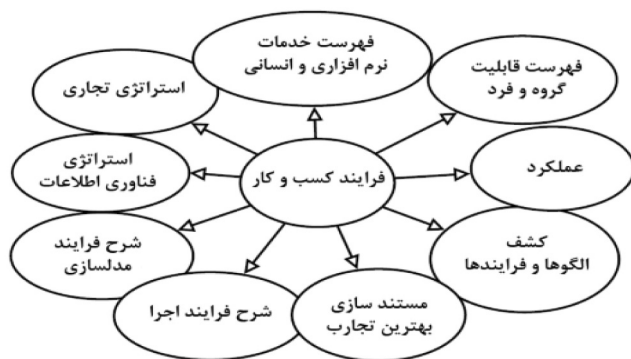 فهرست خدمات
نرم افزاری و انسانی
فهرست قابلیت
گروه و فرد
استراتژی تجاری
عملکرد
فرایند کسب و کار
استراتژی
فناوری اطلاعات
کشف
الگوها و فرایندها
شرح فرایند
مدلسازی
مستند سازی
بهترین تجارب
شرح فرایند اجرا